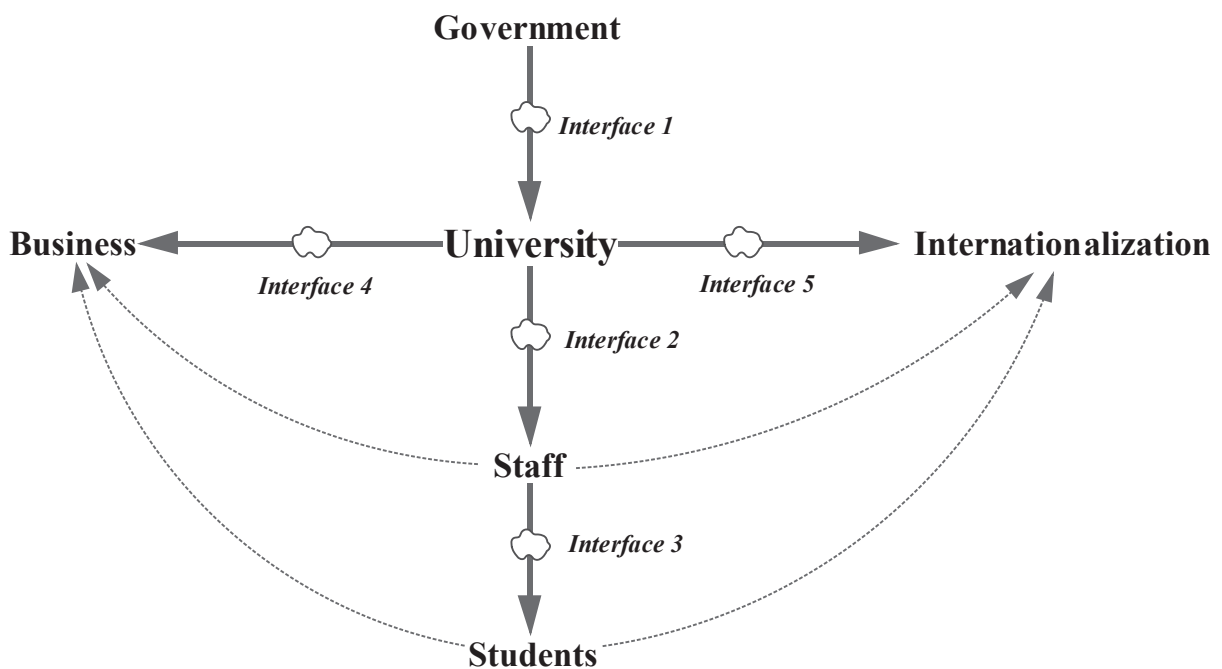 Government
Interface 1
Business
University
Internationalization
Interface 4
Interface 5
Interface 2
Staff
Interface 3
Students